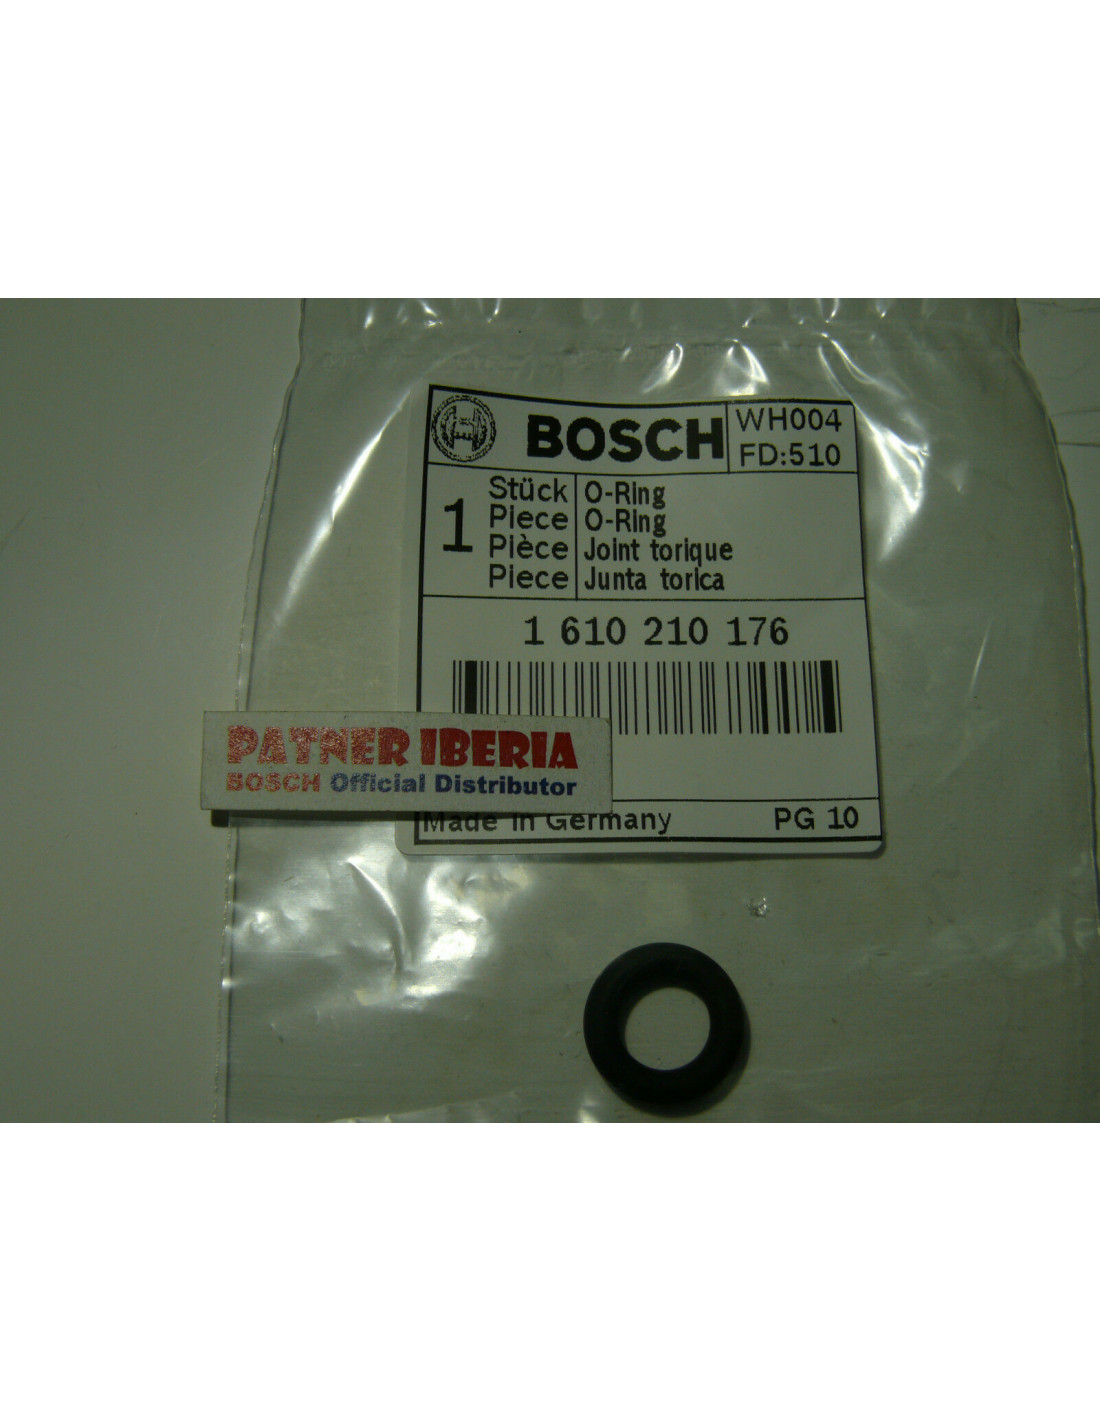 BOSCH
WH004
FD:510
1
Stück O-Ring
Piece O-Ring
Pièce Joint torique
Piece Junta torica
1 610 210 176
PATNER IBERIA
BOSCH Official Distributor
Made in Germany PG 10